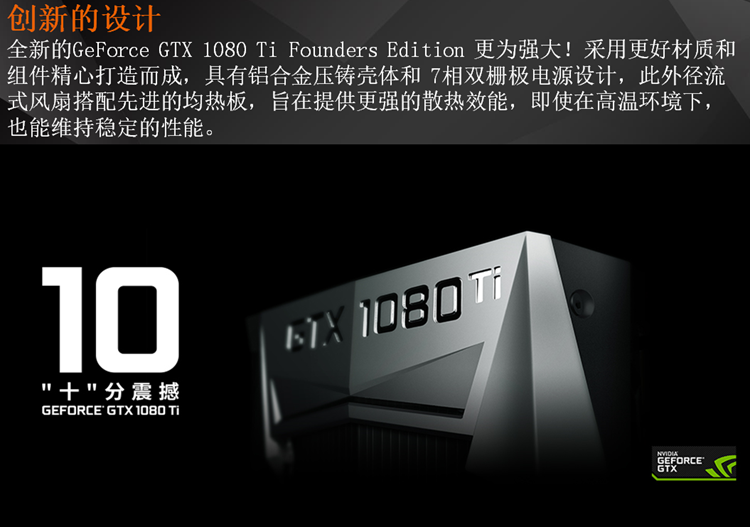 创新的设计
全新的GeForce GTX 1080 Ti Founders Edition 更为强大！采用更好材质和
组件精心打造而成，具有铝合金压铸壳体和 7相双栅极电源设计，此外径流
式风扇搭配先进的均热板，旨在提供更强的散热效能，即使在高温环境下，
也能维持稳定的性能。
GTX 1080 Ti
10
"十"分震撼
GEFORCE® GTX 1080 Ti
NVIDIA
GEFORCE®
GTX